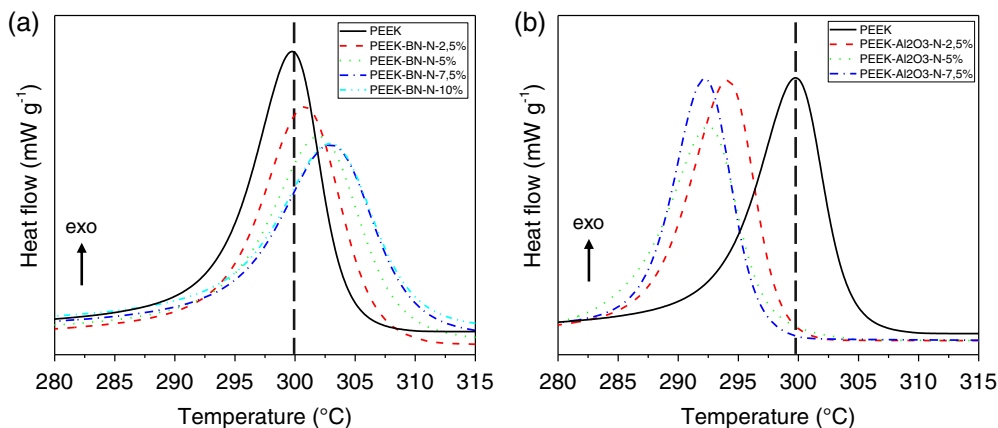 (a)
Heat flow (mW g⁻¹)
exo
PEEK
PEEK-BN-N-2,5%
PEEK-BN-N-5%
PEEK-BN-N-7,5%
PEEK-BN-N-10%
280 285 290 295 300 305 310 315
Temperature (°C)
(b)
Heat flow (mW g⁻¹)
exo
PEEK
PEEK-Al2O3-N-2,5%
PEEK-Al2O3-N-5%
PEEK-Al2O3-N-7,5%
280 285 290 295 300 305 310 315
Temperature (°C)